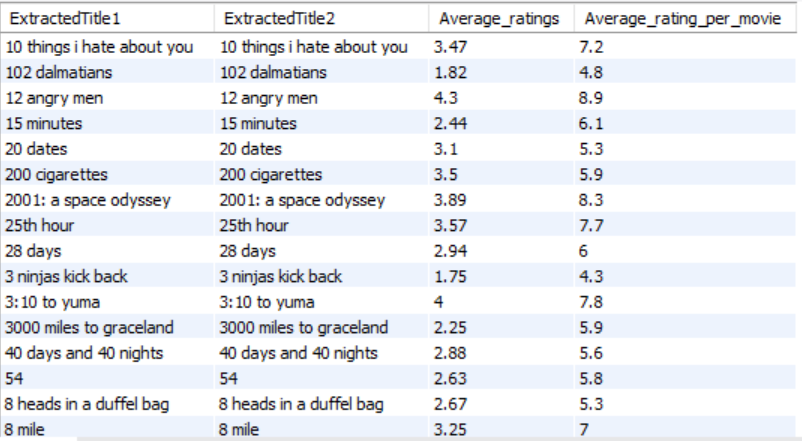 ExtractedTitle1 ExtractedTitle2 Average_ratings Average_rating_per_movie
10 things i hate about you 10 things i hate about you 3.47 7.2
102 dalmatians 102 dalmatians 1.82 4.8
12 angry men 12 angry men 4.3 8.9
15 minutes 15 minutes 2.44 6.1
20 dates 20 dates 3.1 5.3
200 cigarettes 200 cigarettes 3.5 5.9
2001: a space odyssey 2001: a space odyssey 3.89 8.3
25th hour 25th hour 3.57 7.7
28 days 28 days 2.94 6
3 ninjas kick back 3 ninjas kick back 1.75 4.3
3:10 to yuma 3:10 to yuma 4 7.8
3000 miles to graceland 3000 miles to graceland 2.25 5.9
40 days and 40 nights 40 days and 40 nights 2.88 5.6
54 54 2.63 5.8
8 heads in a duffel bag 8 heads in a duffel bag 2.67 5.3
8 mile 8 mile 3.25 7